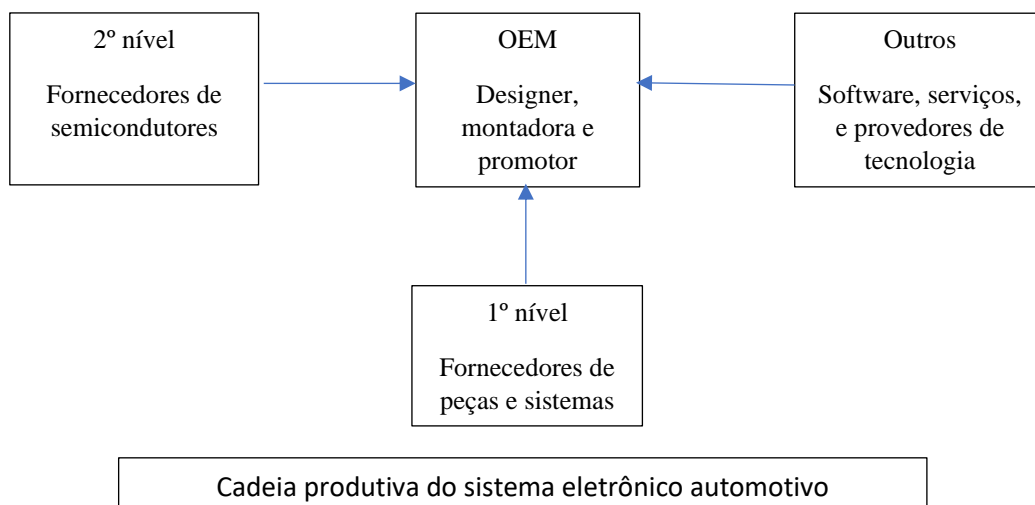 2º nível
Fornecedores de
semicondutores
OEM
Designer,
montadora e
promotor
Outros
Software, serviços,
e provedores de
tecnologia
1º nível
Fornecedores de
peças e sistemas
Cadeia produtiva do sistema eletrônico automotivo